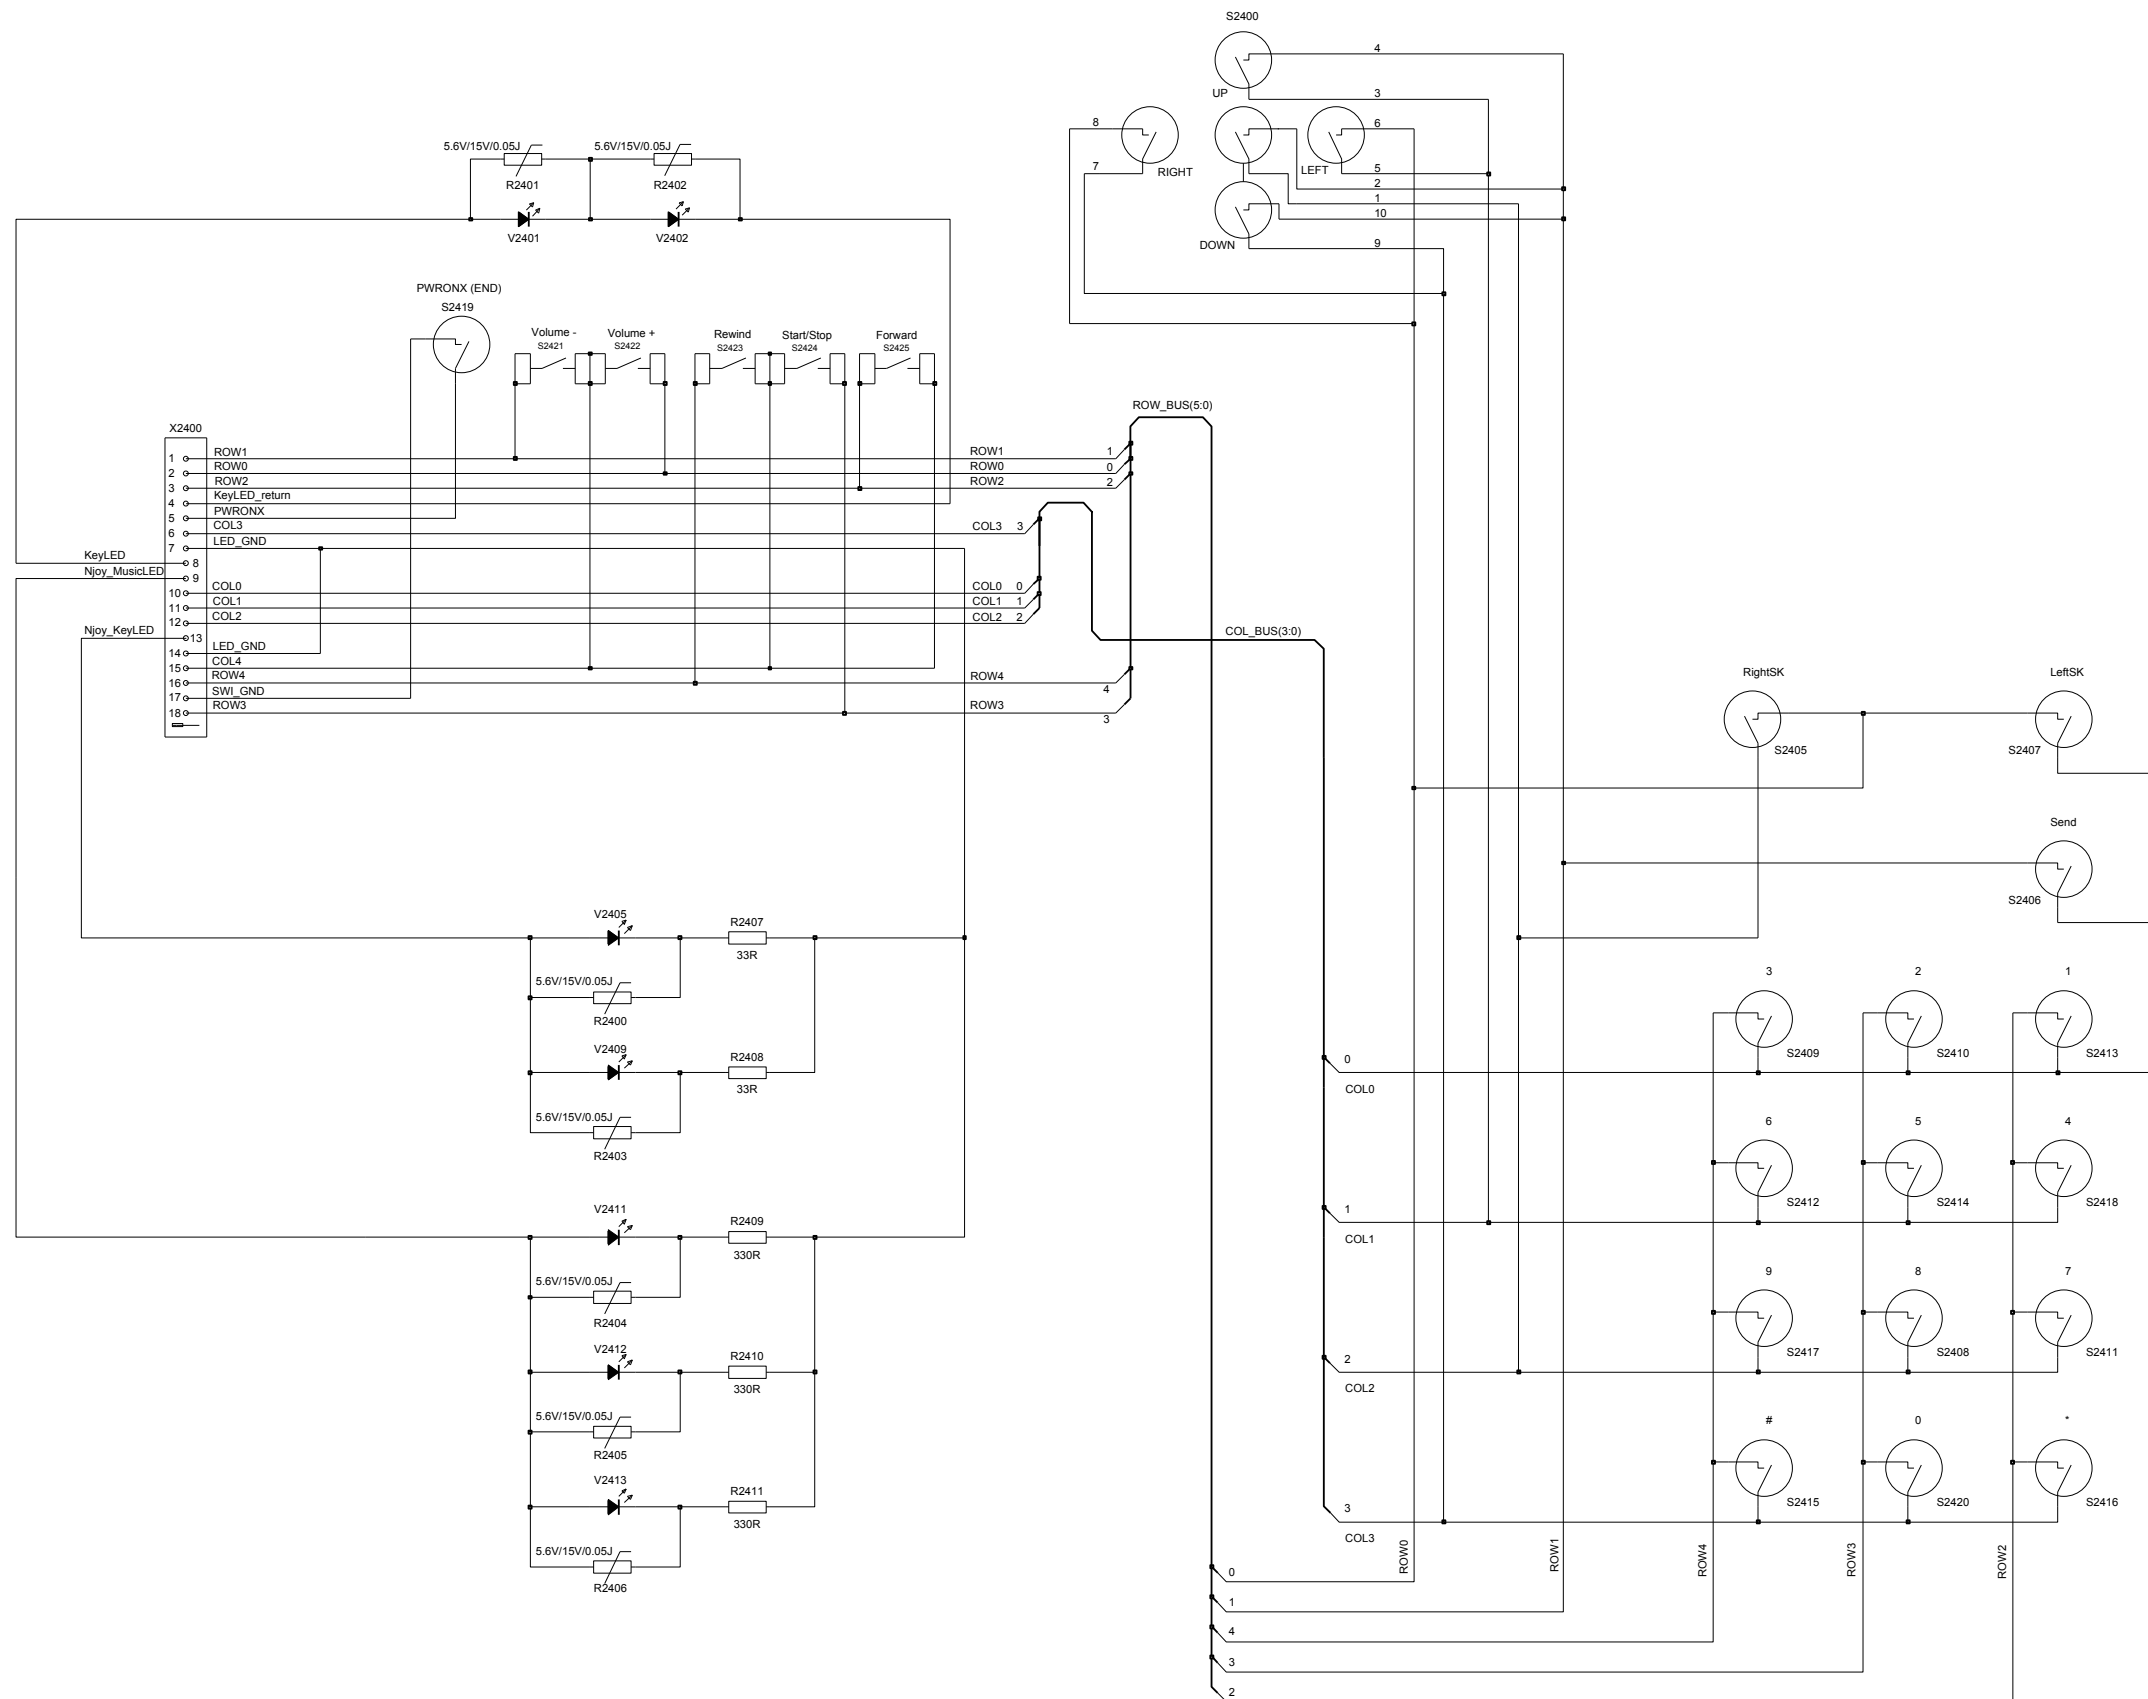 S2400
4
UP
3
8
6
7
RIGHT
LEFT
5
2
1
10
DOWN
9
5.6V/15V/0.05J
5.6V/15V/0.05J
R2401
R2402
V2401
V2402
PWRONX (END)
S2419
Volume -
S2421
Volume +
S2422
Rewind
S2423
Start/Stop
S2424
Forward
S2425
ROW_BUS(5:0)
X2400
1 ROW1 ROW1 1
2 ROW0 ROW0 0
3 ROW2 ROW2 2
4 KeyLED_return
5 PWRONX
6 COL3 COL3 3
7 LED_GND
KeyLED 8
Njoy_MusicLED 9
10 COL0 COL0 0
11 COL1 COL1 1
12 COL2 COL2 2
Njoy_KeyLED 13
14 LED_GND
15 COL4
16 ROW4 ROW4 4
17 SWI_GND
18 ROW3 ROW3 3
COL_BUS(3:0)
RightSK
LeftSK
S2405
S2407
Send
S2406
V2405
R2407
33R
5.6V/15V/0.05J
R2400
V2409
R2408
33R
5.6V/15V/0.05J
R2403
V2411
R2409
330R
5.6V/15V/0.05J
R2404
V2412
R2410
330R
5.6V/15V/0.05J
R2405
V2413
R2411
330R
5.6V/15V/0.05J
R2406
3 2 1
S2409 S2410 S2413
0
COL0
6 5 4
S2412 S2414 S2418
1
COL1
9 8 7
S2417 S2408 S2411
2
COL2
# 0 *
S2415 S2420 S2416
3
COL3
ROW0 ROW1 ROW4 ROW3 ROW2
0
1
4
3
2